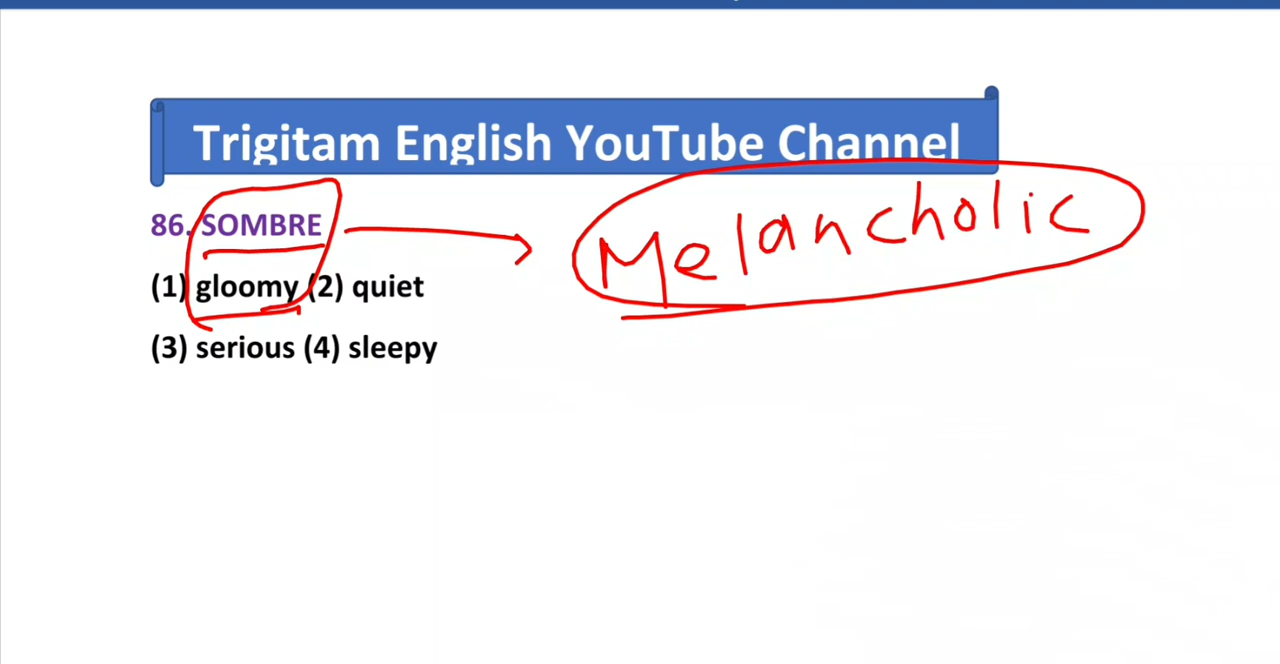 Trigitam English YouTube Channel
86. SOMBRE
Melancholic
(1) gloomy (2) quiet
(3) serious (4) sleepy